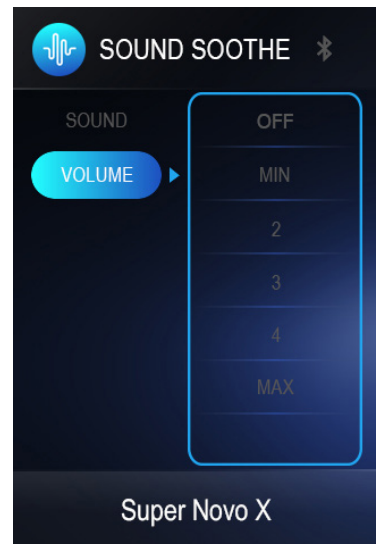 SOUND SOOTHE
SOUND
VOLUME
OFF
MIN
2
3
4
MAX
Super Novo X